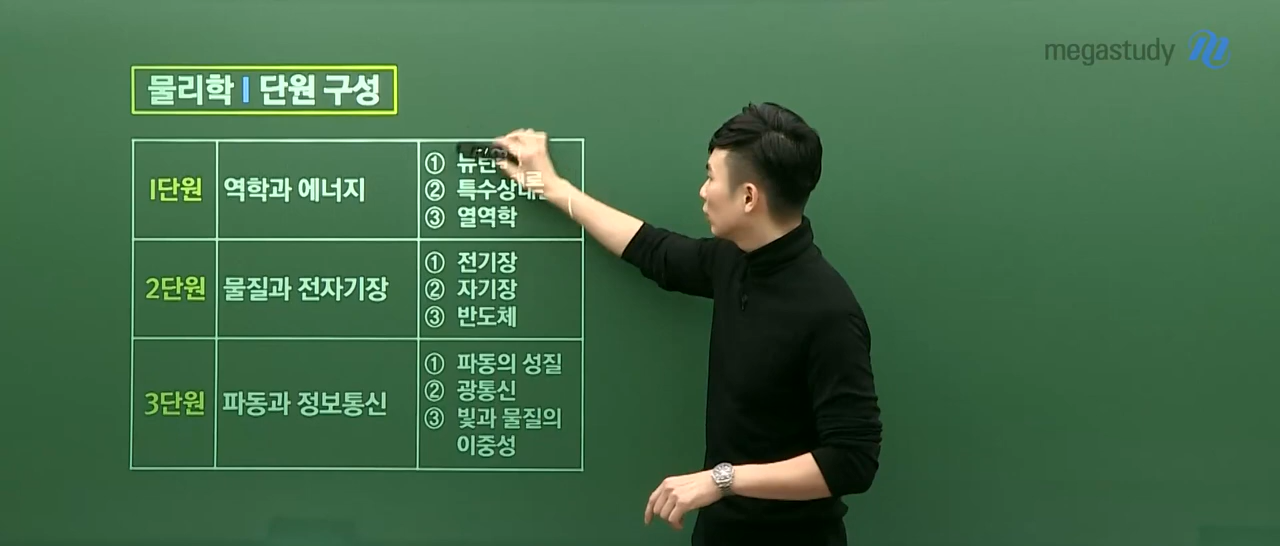 megastudy
물리학 I 단원 구성
1단원
역학과 에너지
①
② 특수상대론
③ 열역학
2단원
물질과 전자기장
① 전기장
② 자기장
③ 반도체
3단원
파동과 정보통신
① 파동의 성질
② 광통신
③ 빛과 물질의
이중성